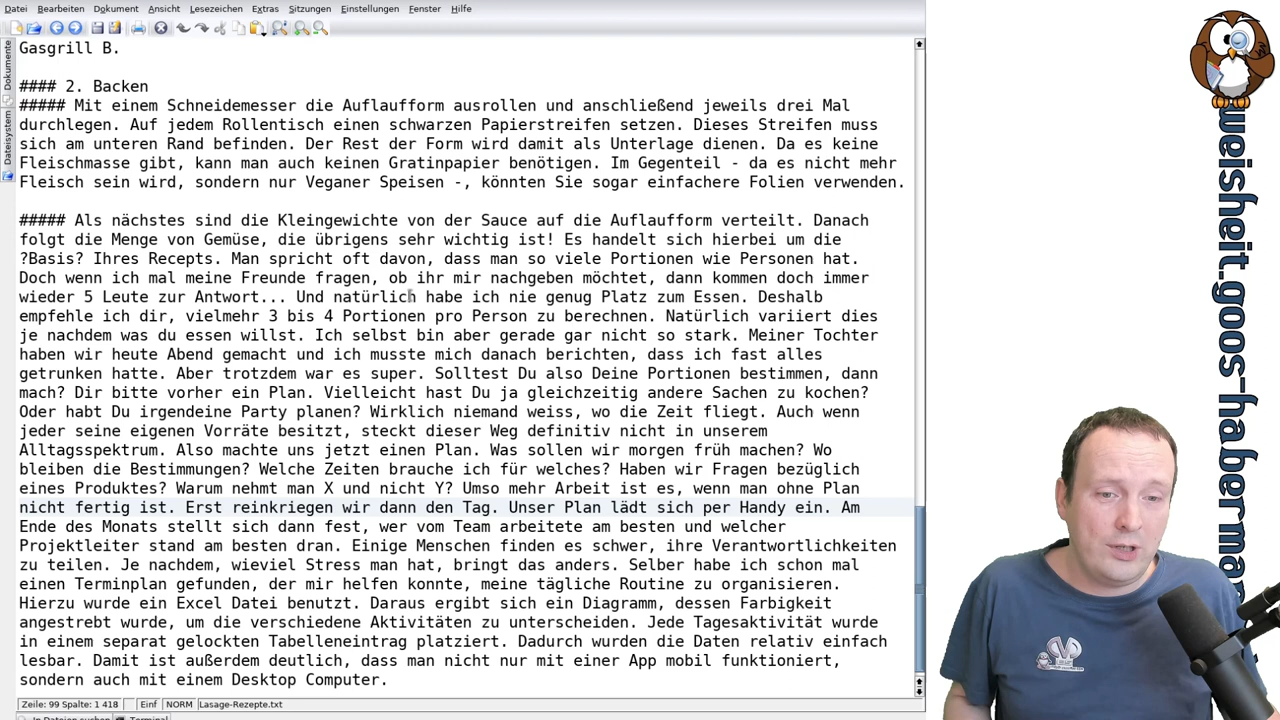 Datei Bearbeiten Dokument Ansicht Lesezeichen Extras Sitzungen Einstellungen Fenster Hilfe
Dokumente
Dateisystem
Gasgrill B.
#### 2. Backen
##### Mit einem Schneidemesser die Auflaufform ausrollen und anschließend jeweils drei Mal
durchlegen. Auf jedem Rollentisch einen schwarzen Papierstreifen setzen. Dieses Streifen muss
sich am unteren Rand befinden. Der Rest der Form wird damit als Unterlage dienen. Da es keine
Fleischmasse gibt, kann man auch keinen Gratinpapier benötigen. Im Gegenteil - da es nicht mehr
Fleisch sein wird, sondern nur Veganer Speisen -, könnten Sie sogar einfachere Folien verwenden.
##### Als nächstes sind die Kleingewichte von der Sauce auf die Auflaufform verteilt. Danach
folgt die Menge von Gemüse, die übrigens sehr wichtig ist! Es handelt sich hierbei um die
?Basis? Ihres Recepts. Man spricht oft davon, dass man so viele Portionen wie Personen hat.
Doch wenn ich mal meine Freunde fragen, ob ihr mir nachgeben möchtet, dann kommen doch immer
wieder 5 Leute zur Antwort... Und natürlich habe ich nie genug Platz zum Essen. Deshalb
empfehle ich dir, vielmehr 3 bis 4 Portionen pro Person zu berechnen. Natürlich variiert dies
je nachdem was du essen willst. Ich selbst bin aber gerade gar nicht so stark. Meiner Tochter
haben wir heute Abend gemacht und ich musste mich danach berichten, dass ich fast alles
getrunken hatte. Aber trotzdem war es super. Solltest Du also Deine Portionen bestimmen, dann
mach? Dir bitte vorher ein Plan. Vielleicht hast Du ja gleichzeitig andere Sachen zu kochen?
Oder habt Du irgendeine Party planen? Wirklich niemand weiss, wo die Zeit fliegt. Auch wenn
jeder seine eigenen Vorräte besitzt, steckt dieser Weg definitiv nicht in unserem
Alltagsspektrum. Also machte uns jetzt einen Plan. Was sollen wir morgen früh machen? Wo
bleiben die Bestimmungen? Welche Zeiten brauche ich für welches? Haben wir Fragen bezüglich
eines Produktes? Warum nehmt man X und nicht Y? Umso mehr Arbeit ist es, wenn man ohne Plan
nicht fertig ist. Erst reinkriegen wir dann den Tag. Unser Plan lädt sich per Handy ein. Am
Ende des Monats stellt sich dann fest, wer vom Team arbeitete am besten und welcher
Projektleiter stand am besten dran. Einige Menschen finden es schwer, ihre Verantwortlichkeiten
zu teilen. Je nachdem, wieviel Stress man hat, bringt das anders. Selber habe ich schon mal
einen Terminplan gefunden, der mir helfen konnte, meine tägliche Routine zu organisieren.
Hierzu wurde ein Excel Datei benutzt. Daraus ergibt sich ein Diagramm, dessen Farbigkeit
angestrebt wurde, um die verschiedene Aktivitäten zu unterscheiden. Jede Tagesaktivität wurde
in einem separat gelockten Tabelleneintrag platziert. Dadurch wurden die Daten relativ einfach
lesbar. Damit ist außerdem deutlich, dass man nicht nur mit einer App mobil funktioniert,
sondern auch mit einem Desktop Computer.
Zeile: 99 Spalte: 1 418 Einf NORM Lasage-Rezepte.txt
In Dateien suchen Terminal
weisheit.goos-haberman